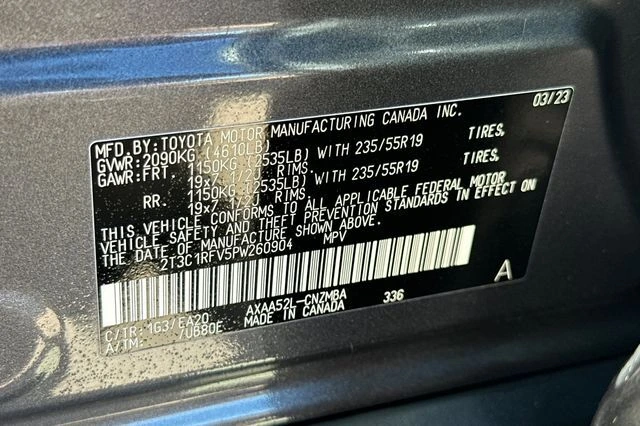 MFD.BY:TOYOTA MOTOR MANUFACTURING CANADA INC. 03/23
GVWR:2090KG (4610LB)
GAWR:FRT. 1150KG(2535LB) WITH 235/55R19 TIRES,
19x7 1/2J RIMS.
RR. 1150KG(2535LB) WITH 235/55R19 TIRES,
19x7 1/2J RIMS.
THIS VEHICLE CONFORMS TO ALL APPLICABLE FEDERAL MOTOR
VEHICLE SAFETY AND THEFT PREVENTION STANDARDS IN EFFECT ON
THE DATE OF MANUFACTURE SHOWN ABOVE.
2T3C1RFV5PW260904 MPV
C/TR:1G3/EA20 AXAA52L-CNZMBA 336 A
A/TM: /U680E MADE IN CANADA